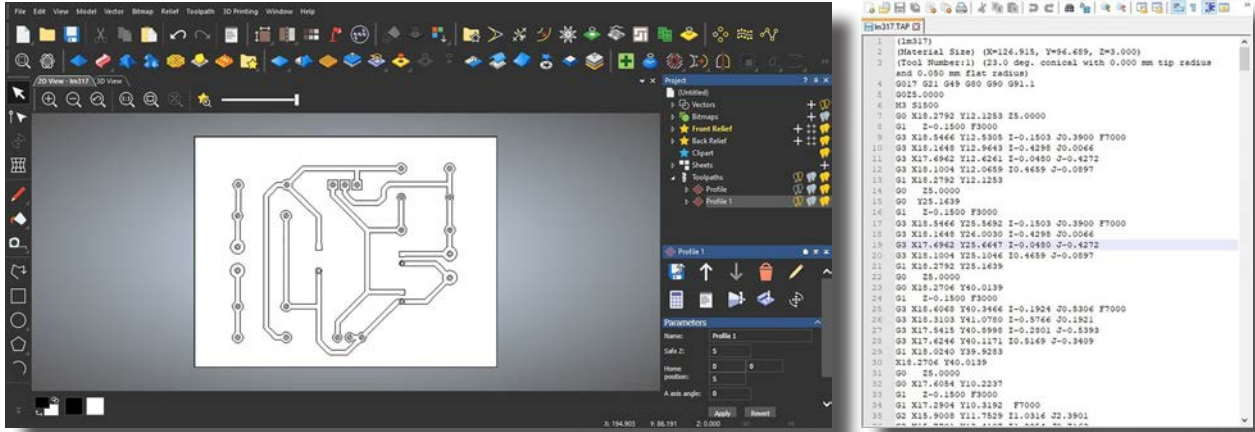 File Edit View Model Vector Bitmap Relief Toolpath 3D Printing Window Help
2D View - lm317 3D View
Project
(Untitled)
Vectors
Bitmaps
Front Relief
Back Relief
Clipart
Sheets
Toolpaths
Profile
Profile 1
Profile 1
Parameters
Name: Profile 1
Safe Z: 5
Home position: 0 0
5
A axis angle: 0
Apply Revert
X: 194.903 Y: 86.191 Z: 0.000
lm317.TAP
1 (lm317)
2 (Material Size) (X=126.915, Y=96.689, Z=3.000)
3 (Tool Number:1) (23.0 deg. conical with 0.000 mm tip radius
and 0.050 mm flat radius)
4 G017 G21 G49 G80 G90 G91.1
5 G0Z5.0000
6 M3 S1500
7 G0 X18.2792 Y12.1253 Z5.0000
8 G1 Z-0.1500 F3000
9 G3 X18.5466 Y12.5305 I-0.1503 J0.3900 F7000
10 G3 X18.1648 Y12.9643 I-0.4298 J0.0066
11 G3 X17.6962 Y12.6261 I-0.0480 J-0.4272
12 G3 X18.1004 Y12.0659 I0.4659 J-0.0897
13 G1 X18.2792 Y12.1253
14 G0 Z5.0000
15 G0 Y25.1639
16 G1 Z-0.1500 F3000
17 G3 X18.5466 Y25.5692 I-0.1503 J0.3900 F7000
18 G3 X18.1648 Y26.0030 I-0.4298 J0.0066
19 G3 X17.6962 Y25.6647 I-0.0480 J-0.4272
20 G3 X18.1004 Y25.1046 I0.4659 J-0.0897
21 G1 X18.2792 Y25.1639
22 G0 Z5.0000
23 G0 X18.2706 Y40.0139
24 G1 Z-0.1500 F3000
25 G3 X18.6068 Y40.3466 I-0.1924 J0.5306 F7000
26 G3 X18.3103 Y41.0780 I-0.5766 J0.1921
27 G3 X17.5415 Y40.8998 I-0.2801 J-0.5393
28 G3 X17.6246 Y40.1171 I0.5169 J-0.3409
29 G1 X18.0240 Y39.9283
30 X18.2706 Y40.0139
31 G0 Z5.0000
32 G0 X17.6054 Y10.2237
33 G1 Z-0.1500 F3000
34 G1 X17.2904 Y10.3192 F7000
35 G2 X15.9008 Y11.7529 I1.0316 J2.3901